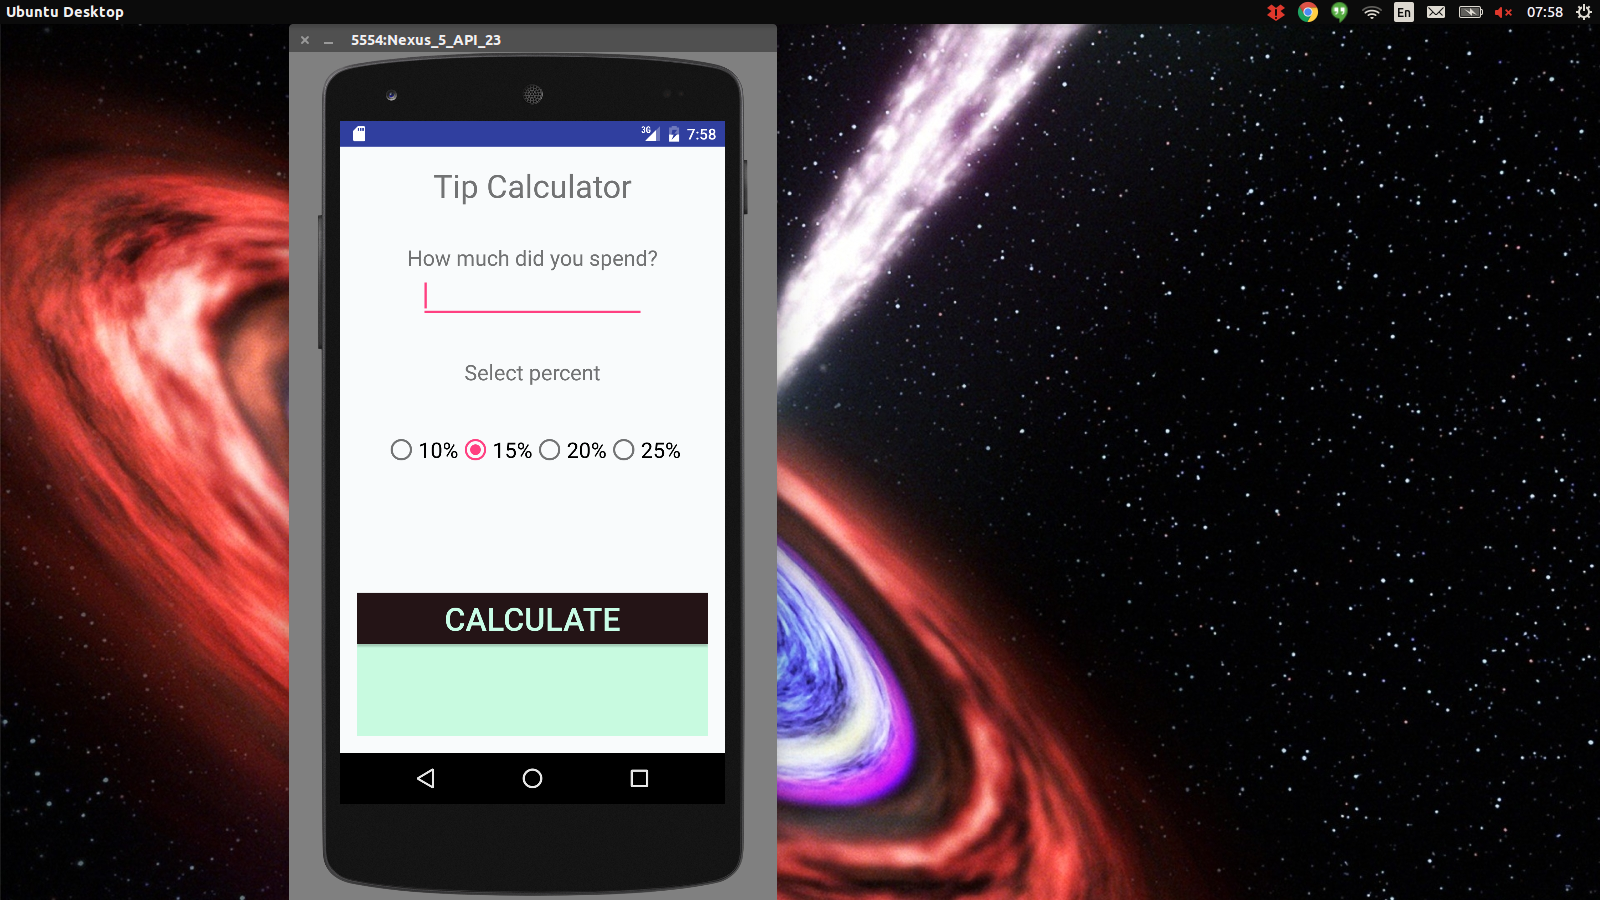 Ubuntu Desktop
En
07:58
5554:Nexus_5_API_23
3G
7:58
Tip Calculator
How much did you spend?
Select percent
10% 15% 20% 25%
CALCULATE